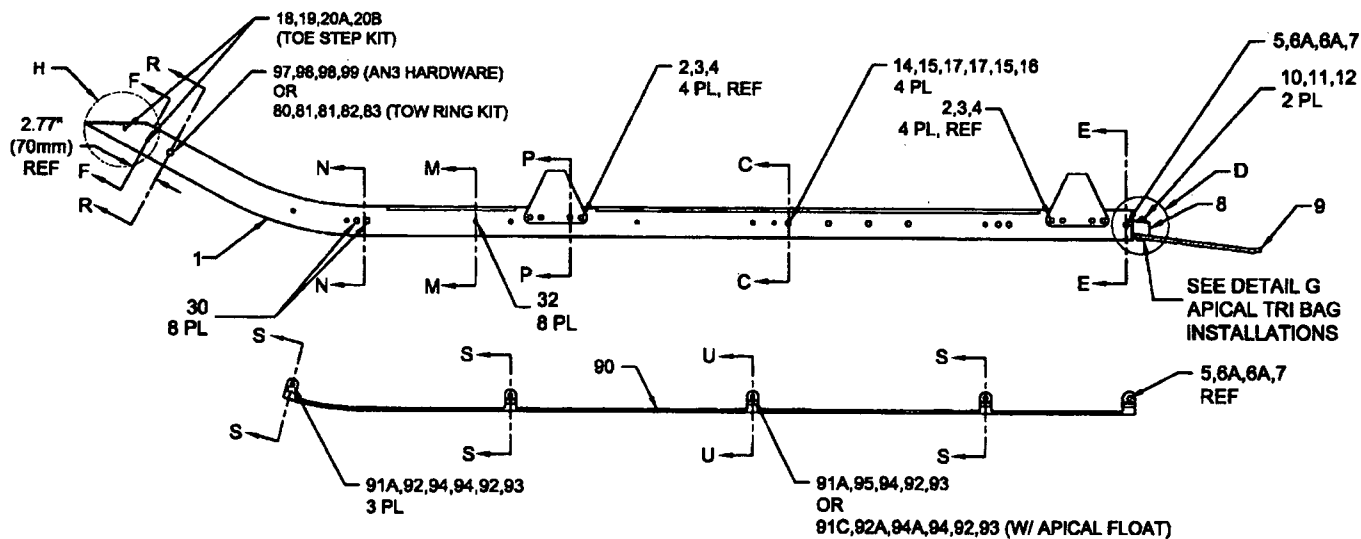 18,19,20A,20B
(TOE STEP KIT)
H
R
F
97,98,98,99 (AN3 HARDWARE)
OR
80,81,81,82,83 (TOW RING KIT)
2.77"
(70mm)
REF
F
R
2,3,4
4 PL, REF
14,15,17,17,15,16
4 PL
2,3,4
4 PL, REF
5,6A,6A,7
10,11,12
2 PL
N
M
P
C
E
D
8
9
1
N
M
P
C
E
30
8 PL
32
8 PL
SEE DETAIL G
APICAL TRI BAG
INSTALLATIONS
S
S
U
S
90
5,6A,6A,7
REF
S
S
U
S
91A,92,94,94,92,93
3 PL
91A,95,94,92,93
OR
91C,92A,94A,94,92,93 (W/ APICAL FLOAT)